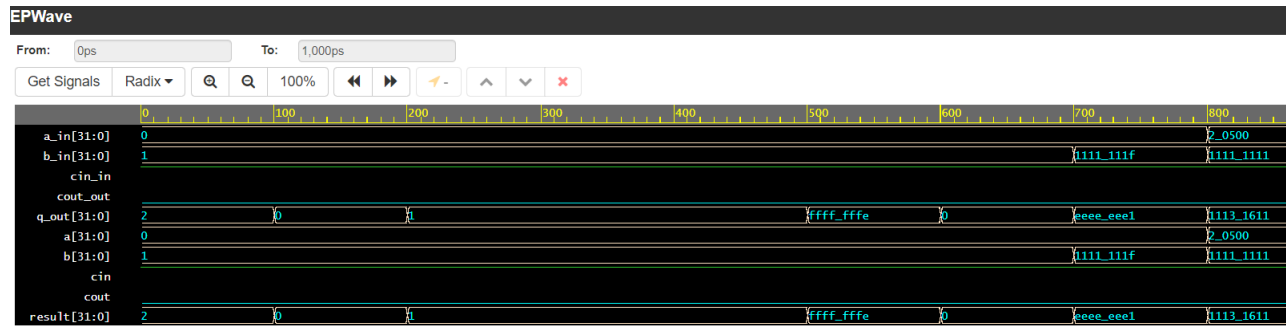 EPWave
From: 0ps To: 1,000ps
Get Signals Radix 100% -
0 100 200 300 400 500 600 700 800
a_in[31:0] 0 2_0500
b_in[31:0] 1 1111_111f 1111_1111
cin_in
cout_out
q_out[31:0] 2 0 1 ffff_fffe 0 eeee_eee1 1113_1611
a[31:0] 0 2_0500
b[31:0] 1 1111_111f 1111_1111
cin
cout
result[31:0] 2 0 1 ffff_fffe 0 eeee_eee1 1113_1611